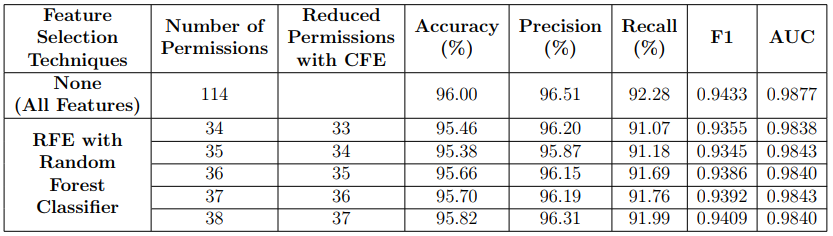 Feature Selection Techniques | Number of Permissions | Reduced Permissions with CFE | Accuracy (%) | Precision (%) | Recall (%) | F1 | AUC
None (All Features) | 114 | | 96.00 | 96.51 | 92.28 | 0.9433 | 0.9877
RFE with Random Forest Classifier | 34 | 33 | 95.46 | 96.20 | 91.07 | 0.9355 | 0.9838
35 | 34 | 95.38 | 95.87 | 91.18 | 0.9345 | 0.9843
36 | 35 | 95.66 | 96.15 | 91.69 | 0.9386 | 0.9840
37 | 36 | 95.70 | 96.19 | 91.76 | 0.9392 | 0.9843
38 | 37 | 95.82 | 96.31 | 91.99 | 0.9409 | 0.9840